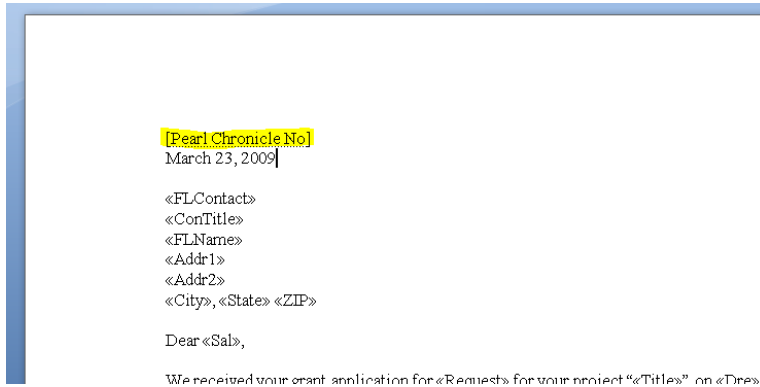 [Pearl Chronicle No]
March 23, 2009
«FLContact»
«ConTitle»
«FLName»
«Addr1»
«Addr2»
«City», «State» «ZIP»
Dear «Sal»,
We received your grant application for «Request» for your project “«Title»”, on «Dre»